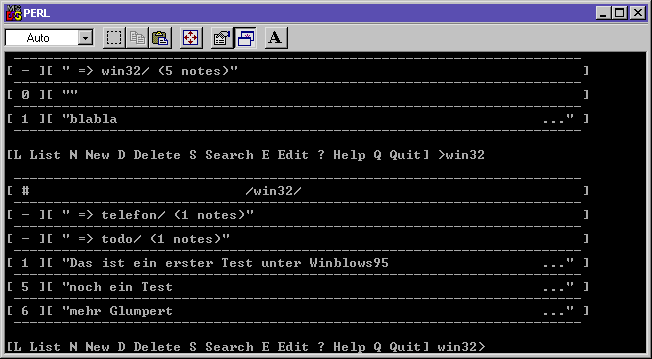 PERL
Auto
A
[ - ][ " => win32/ (5 notes)" ]
[ 0 ][ "" ]
[ 1 ][ "blabla ..." ]
[L List N New D Delete S Search E Edit ? Help Q Quit] >win32
[ # /win32/ ]
[ - ][ " => telefon/ (1 notes)" ]
[ - ][ " => todo/ (1 notes)" ]
[ 1 ][ "Das ist ein erster Test unter Winblows95 ..." ]
[ 5 ][ "noch ein Test ..." ]
[ 6 ][ "mehr Glumpert ..." ]
[L List N New D Delete S Search E Edit ? Help Q Quit] win32>